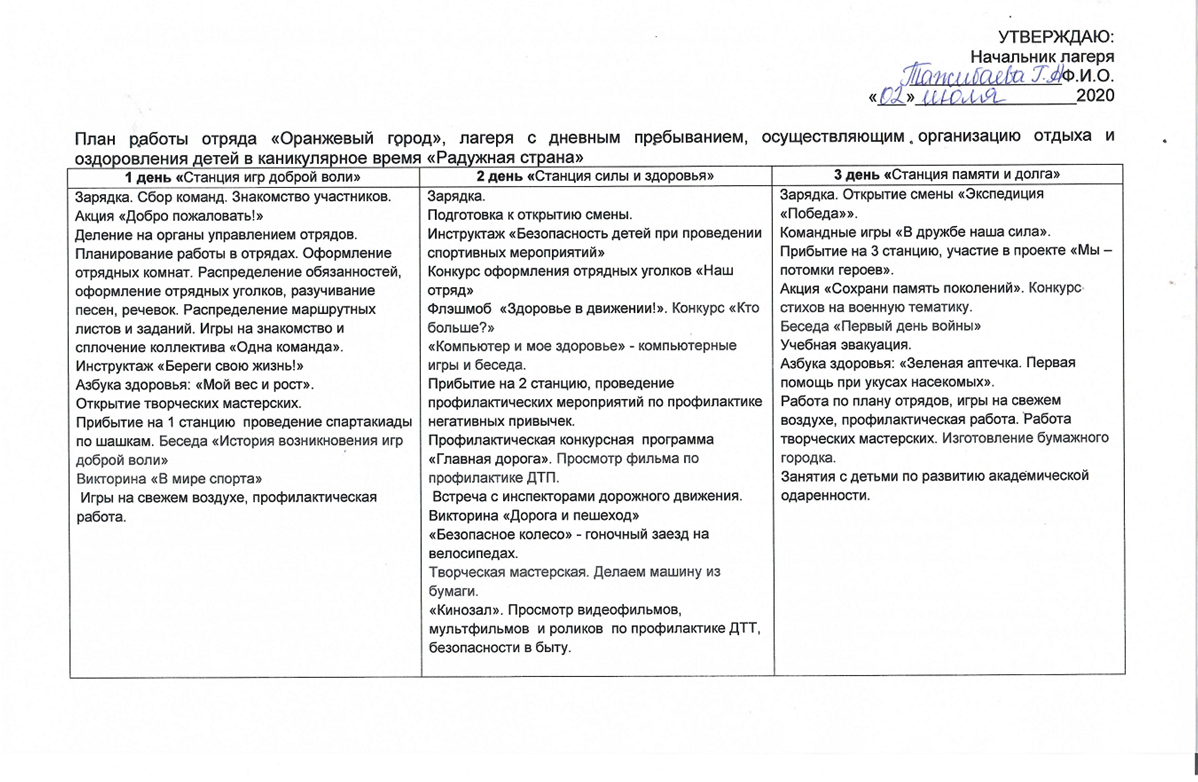 УТВЕРЖДАЮ:
Начальник лагеря
Тажибаева Г.А Ф.И.О.
«02» июля 2020
План работы отряда «Оранжевый город», лагеря с дневным пребыванием, осуществляющим организацию отдыха и
оздоровления детей в каникулярное время «Радужная страна»
1 день «Станция игр доброй воли»
Зарядка. Сбор команд. Знакомство участников.
Акция «Добро пожаловать!»
Деление на органы управлением отрядов.
Планирование работы в отрядах. Оформление
отрядных комнат. Распределение обязанностей,
оформление отрядных уголков, разучивание
песен, речевок. Распределение маршрутных
листов и заданий. Игры на знакомство и
сплочение коллектива «Одна команда».
Инструктаж «Береги свою жизнь!»
Азбука здоровья: «Мой вес и рост».
Открытие творческих мастерских.
Прибытие на 1 станцию проведение спартакиады
по шашкам. Беседа «История возникновения игр
доброй воли»
Викторина «В мире спорта»
Игры на свежем воздухе, профилактическая
работа.
2 день «Станция силы и здоровья»
Зарядка.
Подготовка к открытию смены.
Инструктаж «Безопасность детей при проведении
спортивных мероприятий»
Конкурс оформления отрядных уголков «Наш
отряд»
Флэшмоб «Здоровье в движении!». Конкурс «Кто
больше?»
«Компьютер и мое здоровье» - компьютерные
игры и беседа.
Прибытие на 2 станцию, проведение
профилактических мероприятий по профилактике
негативных привычек.
Профилактическая конкурсная программа
«Главная дорога». Просмотр фильма по
профилактике ДТП.
Встреча с инспекторами дорожного движения.
Викторина «Дорога и пешеход»
«Безопасное колесо» - гоночный заезд на
велосипедах.
Творческая мастерская. Делаем машину из
бумаги.
«Кинозал». Просмотр видеофильмов,
мультфильмов и роликов по профилактике ДТТ,
безопасности в быту.
3 день «Станция памяти и долга»
Зарядка. Открытие смены «Экспедиция
«Победа»».
Командные игры «В дружбе наша сила».
Прибытие на 3 станцию, участие в проекте «Мы –
потомки героев».
Акция «Сохрани память поколений». Конкурс
стихов на военную тематику.
Беседа «Первый день войны»
Учебная эвакуация.
Азбука здоровья: «Зеленая аптечка. Первая
помощь при укусах насекомых».
Работа по плану отрядов, игры на свежем
воздухе, профилактическая работа. Работа
творческих мастерских. Изготовление бумажного
городка.
Занятия с детьми по развитию академической
одаренности.